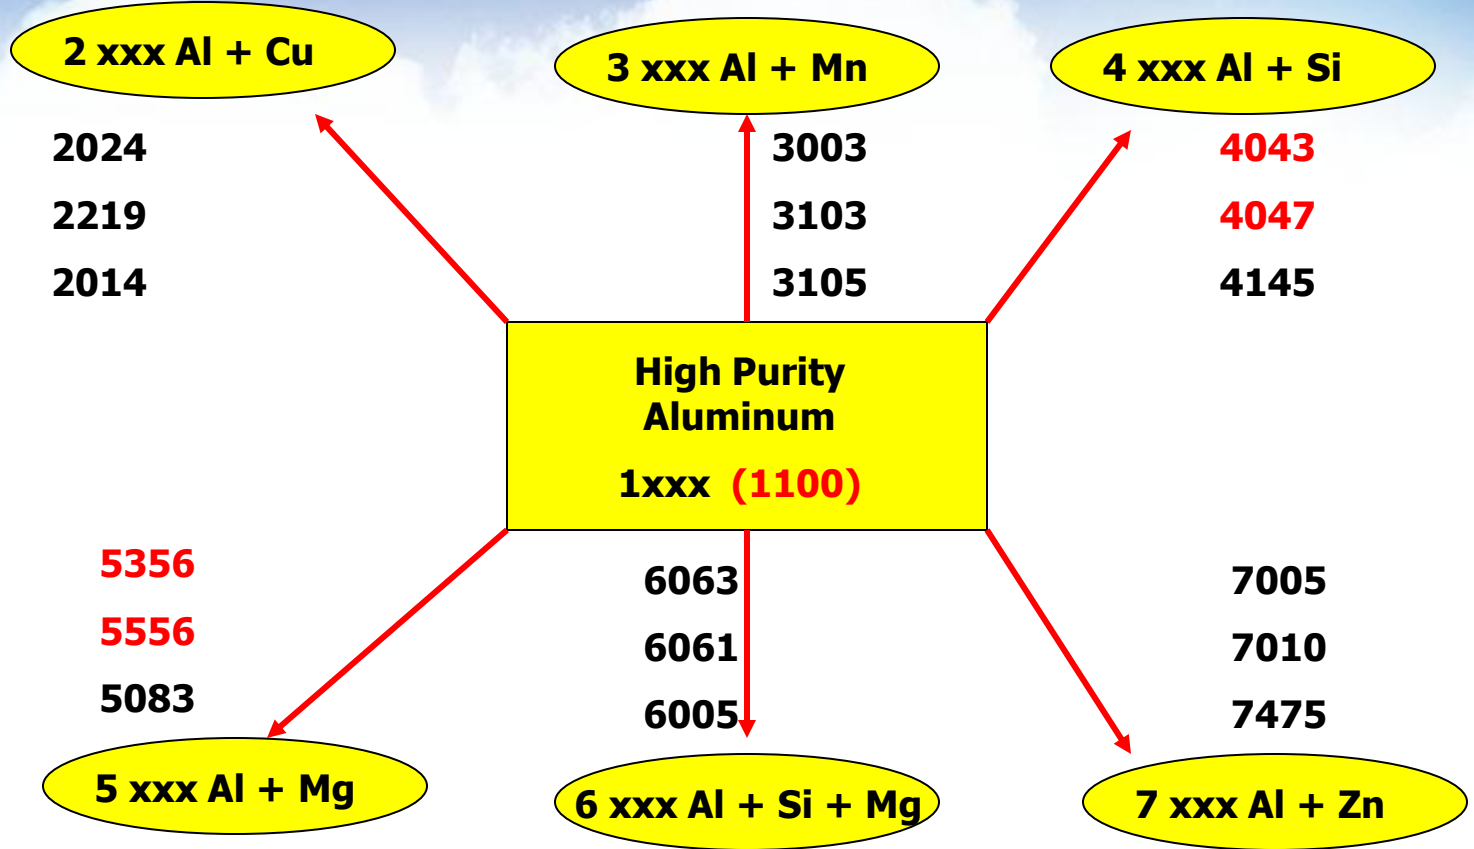 2 xxx Al + Cu
3 xxx Al + Mn
4 xxx Al + Si
2024
2219
2014
3003
3103
3105
4043
4047
4145
High Purity
Aluminum
1xxx (1100)
5356
5556
5083
6063
6061
6005
7005
7010
7475
5 xxx Al + Mg
6 xxx Al + Si + Mg
7 xxx Al + Zn